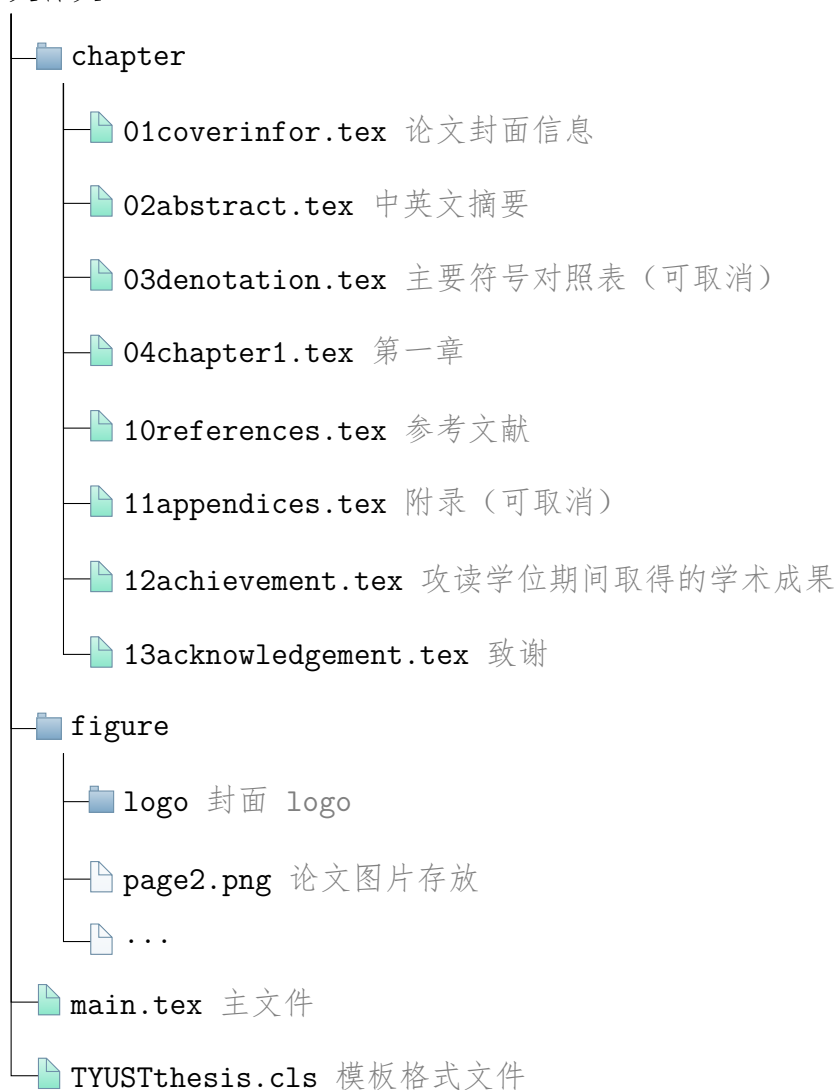 chapter
01coverinfor.tex 论文封面信息
02abstract.tex 中英文摘要
03denotation.tex 主要符号对照表（可取消）
04chapter1.tex 第一章
10references.tex 参考文献
11appendices.tex 附录（可取消）
12achievement.tex 攻读学位期间取得的学术成果
13acknowledgement.tex 致谢
figure
logo 封面 logo
page2.png 论文图片存放
...
main.tex 主文件
TYUSTthesis.cls 模板格式文件